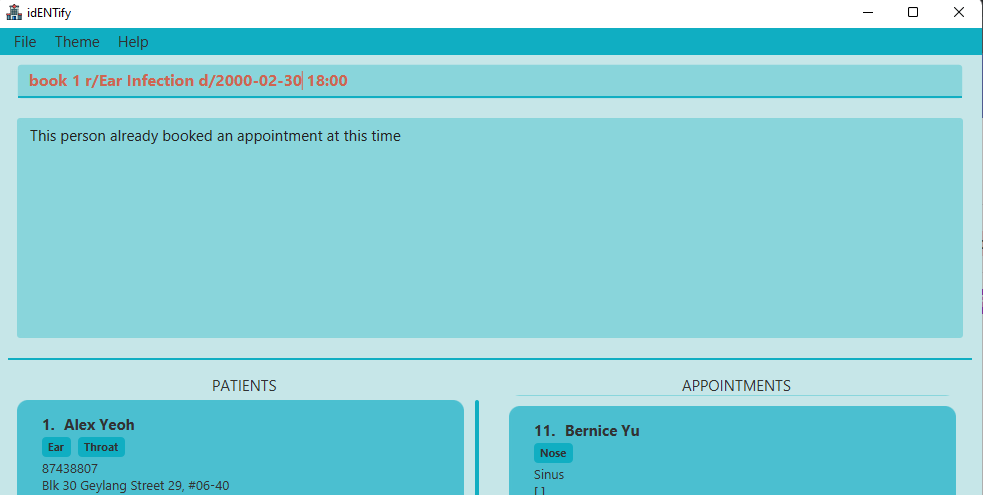 idENTify
File Theme Help
book 1 r/Ear Infection d/2000-02-30 18:00
This person already booked an appointment at this time
PATIENTS
1. Alex Yeoh
Ear Throat
87438807
Blk 30 Geylang Street 29, #06-40
APPOINTMENTS
11. Bernice Yu
Nose
Sinus
[ ]